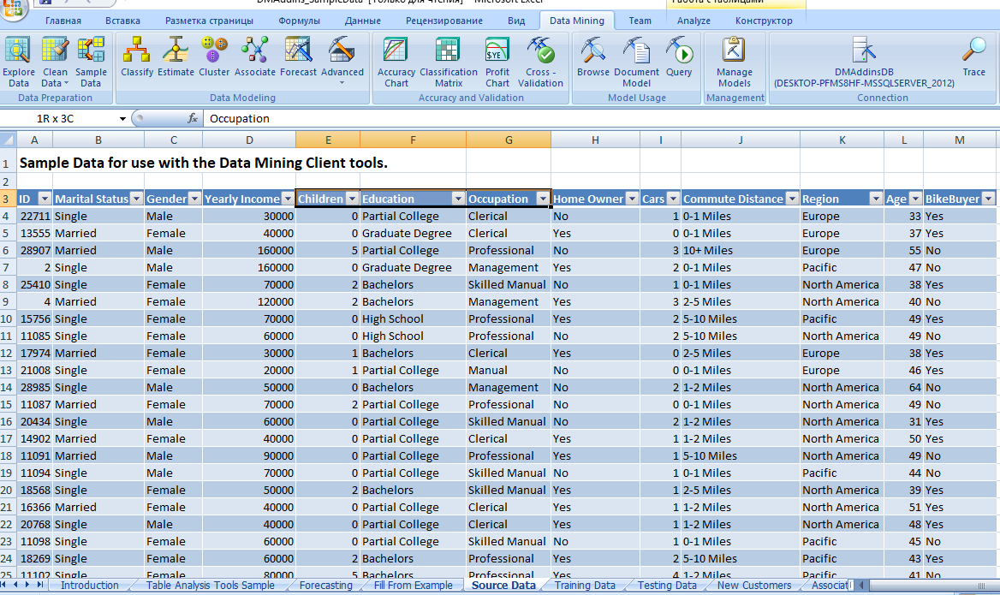 DMAddins_SampleData [Только для чтения] - Microsoft Excel Работа с таблицами
Главная Вставка Разметка страницы Формулы Данные Рецензирование Вид Data Mining Team Analyze Конструктор
Explore Clean Sample Classify Estimate Cluster Associate Forecast Advanced Accuracy Classification Profit Cross - Browse Document Query Manage DMAddinsDB Trace
Data Data Data Chart Matrix Chart Validation Model Models (DESKTOP-PFMS8HF-MSSQLSERVER_2012)
Data Preparation Data Modeling Accuracy and Validation Model Usage Management Connection
1R x 3C fx Occupation
A B C D E F G H I J K L M
1 Sample Data for use with the Data Mining Client tools.
2
3 ID Marital Status Gender Yearly Income Children Education Occupation Home Owner Cars Commute Distance Region Age BikeBuyer
4 22711 Single Male 30000 0 Partial College Clerical No 1 0-1 Miles Europe 33 Yes
5 13555 Married Female 40000 0 Graduate Degree Clerical Yes 0 0-1 Miles Europe 37 Yes
6 28907 Married Male 160000 5 Partial College Professional No 3 10+ Miles Europe 55 No
7 2 Single Male 160000 0 Graduate Degree Management Yes 2 0-1 Miles Pacific 47 No
8 25410 Single Female 70000 2 Bachelors Skilled Manual No 1 0-1 Miles North America 38 Yes
9 4 Married Female 120000 2 Bachelors Management Yes 3 2-5 Miles North America 40 No
10 15756 Single Female 70000 0 High School Professional Yes 2 5-10 Miles Pacific 49 Yes
11 11085 Single Female 60000 0 High School Professional No 2 5-10 Miles North America 49 No
12 17974 Married Female 30000 1 Bachelors Clerical Yes 0 2-5 Miles Europe 38 Yes
13 21008 Single Female 20000 1 Partial College Manual No 0 0-1 Miles Europe 46 Yes
14 28985 Single Male 50000 0 Bachelors Management No 2 1-2 Miles North America 64 No
15 11087 Married Female 70000 2 Partial College Professional No 0 0-1 Miles North America 49 No
16 20434 Single Male 60000 0 Partial College Skilled Manual No 2 1-2 Miles North America 31 Yes
17 14902 Married Female 40000 0 Partial College Clerical Yes 1 1-2 Miles North America 50 Yes
18 11091 Married Male 90000 0 Partial College Professional Yes 1 5-10 Miles North America 49 No
19 11094 Single Male 70000 0 Partial College Skilled Manual No 1 0-1 Miles Pacific 44 No
20 18568 Single Female 50000 2 Bachelors Skilled Manual Yes 1 2-5 Miles North America 39 Yes
21 16366 Married Female 40000 0 Partial College Clerical Yes 1 1-2 Miles North America 51 Yes
22 20768 Single Male 40000 0 Partial College Clerical Yes 1 1-2 Miles North America 48 Yes
23 11098 Single Female 60000 0 Partial College Skilled Manual No 1 0-1 Miles Pacific 45 No
24 18269 Single Female 60000 2 Bachelors Professional Yes 2 5-10 Miles Pacific 43 Yes
25 11102 Single Female 80000 5 Bachelors Professional Yes 4 1-2 Miles Pacific 41 No
Introduction Table Analysis Tools Sample Forecasting Fill From Example Source Data Training Data Testing Data New Customers Associat